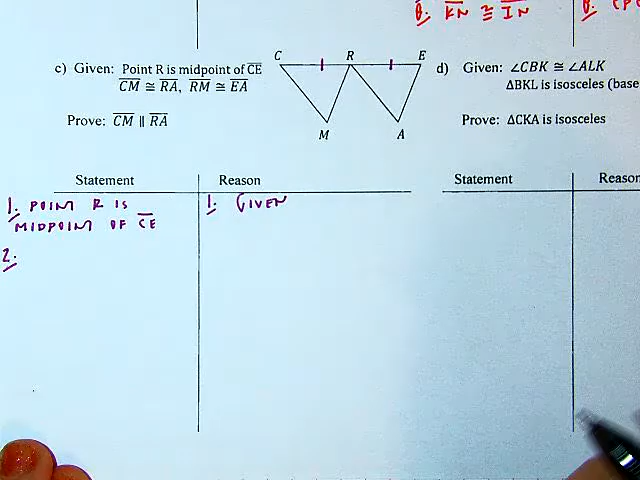 θ. KN ≅ IN
c) Given: Point R is midpoint of CE
CM ≅ RA, RM ≅ EA
Prove: CM ∥ RA
C R E
M A
d) Given: ∠CBK ≅ ∠ALK
ΔBKL is isosceles (base
Prove: ΔCKA is isosceles
Statement Reason
1. POINT R IS
MIDPOINT OF CE
1. GIVEN
2.
Statement Reason